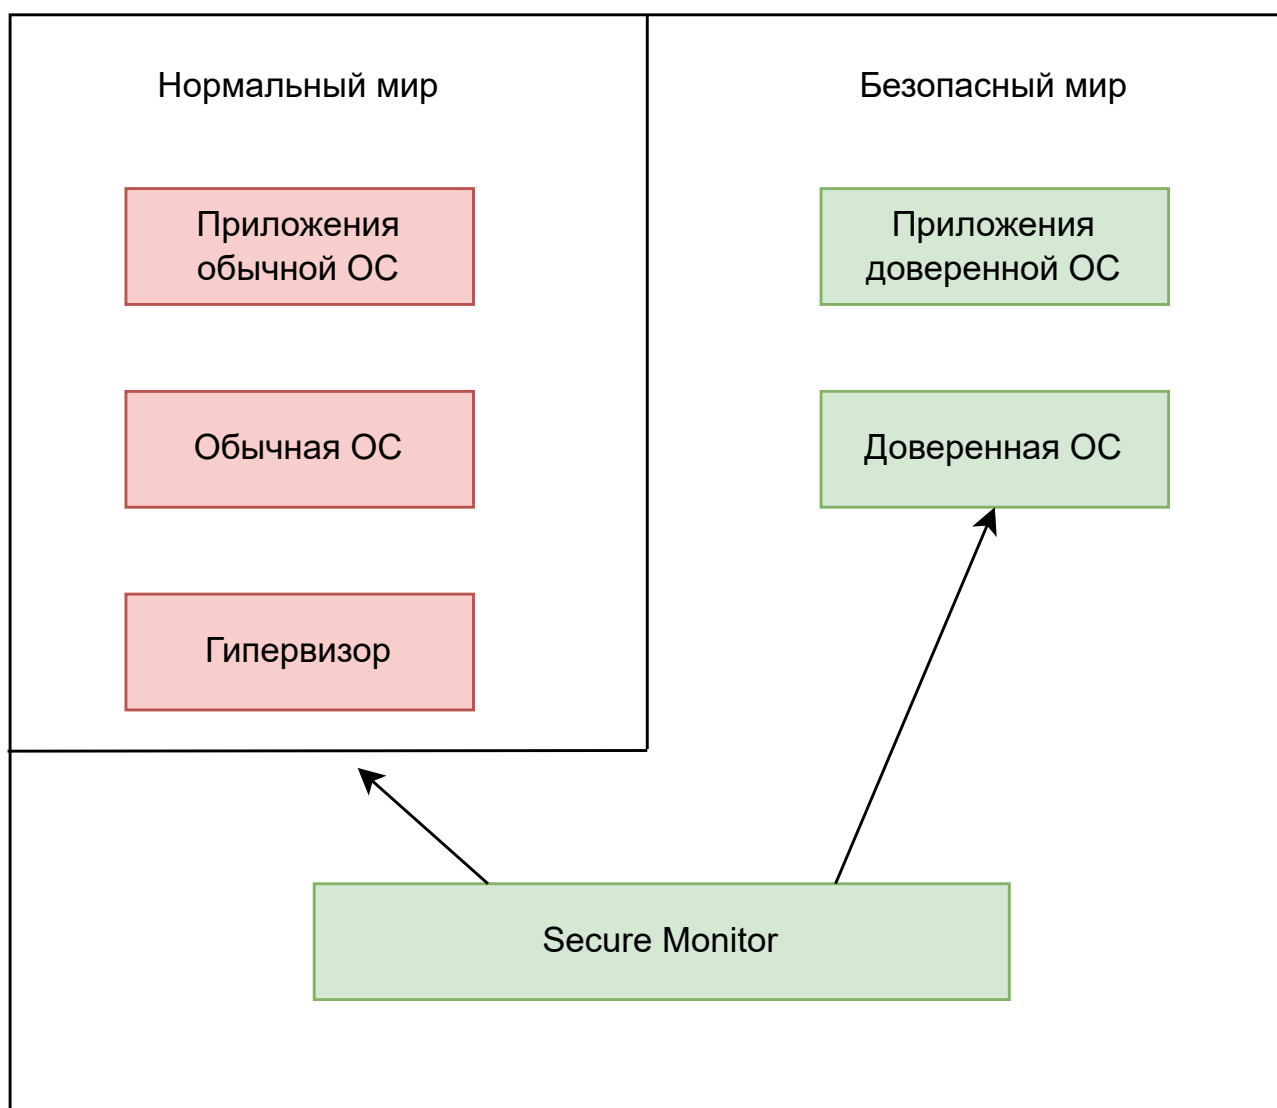 Нормальный мир
Безопасный мир
Приложения
обычной ОС
Приложения
доверенной ОС
Обычная ОС
Доверенная ОС
Гипервизор
Secure Monitor